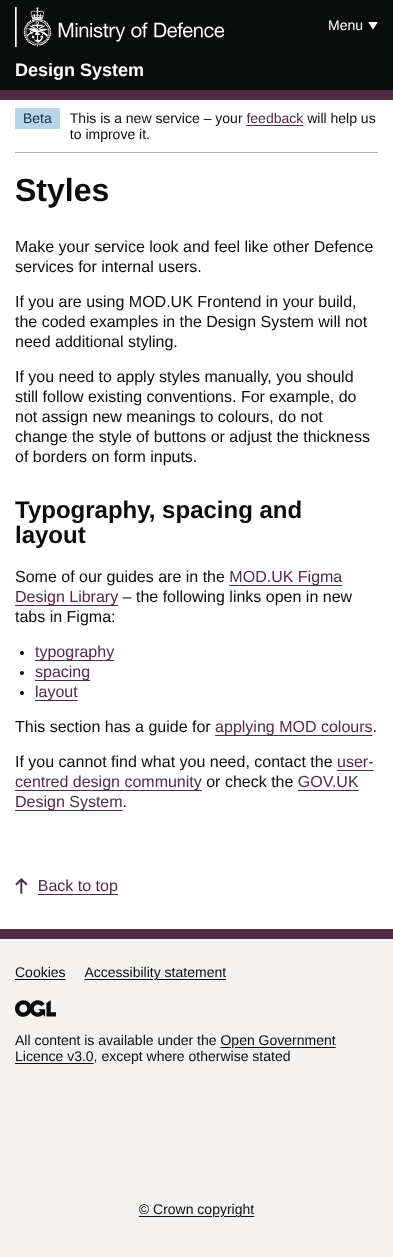 Ministry of Defence
Menu
Design System
Beta
This is a new service – your feedback will help us
to improve it.
Styles
Make your service look and feel like other Defence
services for internal users.
If you are using MOD.UK Frontend in your build,
the coded examples in the Design System will not
need additional styling.
If you need to apply styles manually, you should
still follow existing conventions. For example, do
not assign new meanings to colours, do not
change the style of buttons or adjust the thickness
of borders on form inputs.
Typography, spacing and
layout
Some of our guides are in the MOD.UK Figma
Design Library – the following links open in new
tabs in Figma:
typography
spacing
layout
This section has a guide for applying MOD colours.
If you cannot find what you need, contact the user-
centred design community or check the GOV.UK
Design System.
Back to top
Cookies Accessibility statement
OGL
All content is available under the Open Government
Licence v3.0, except where otherwise stated
© Crown copyright